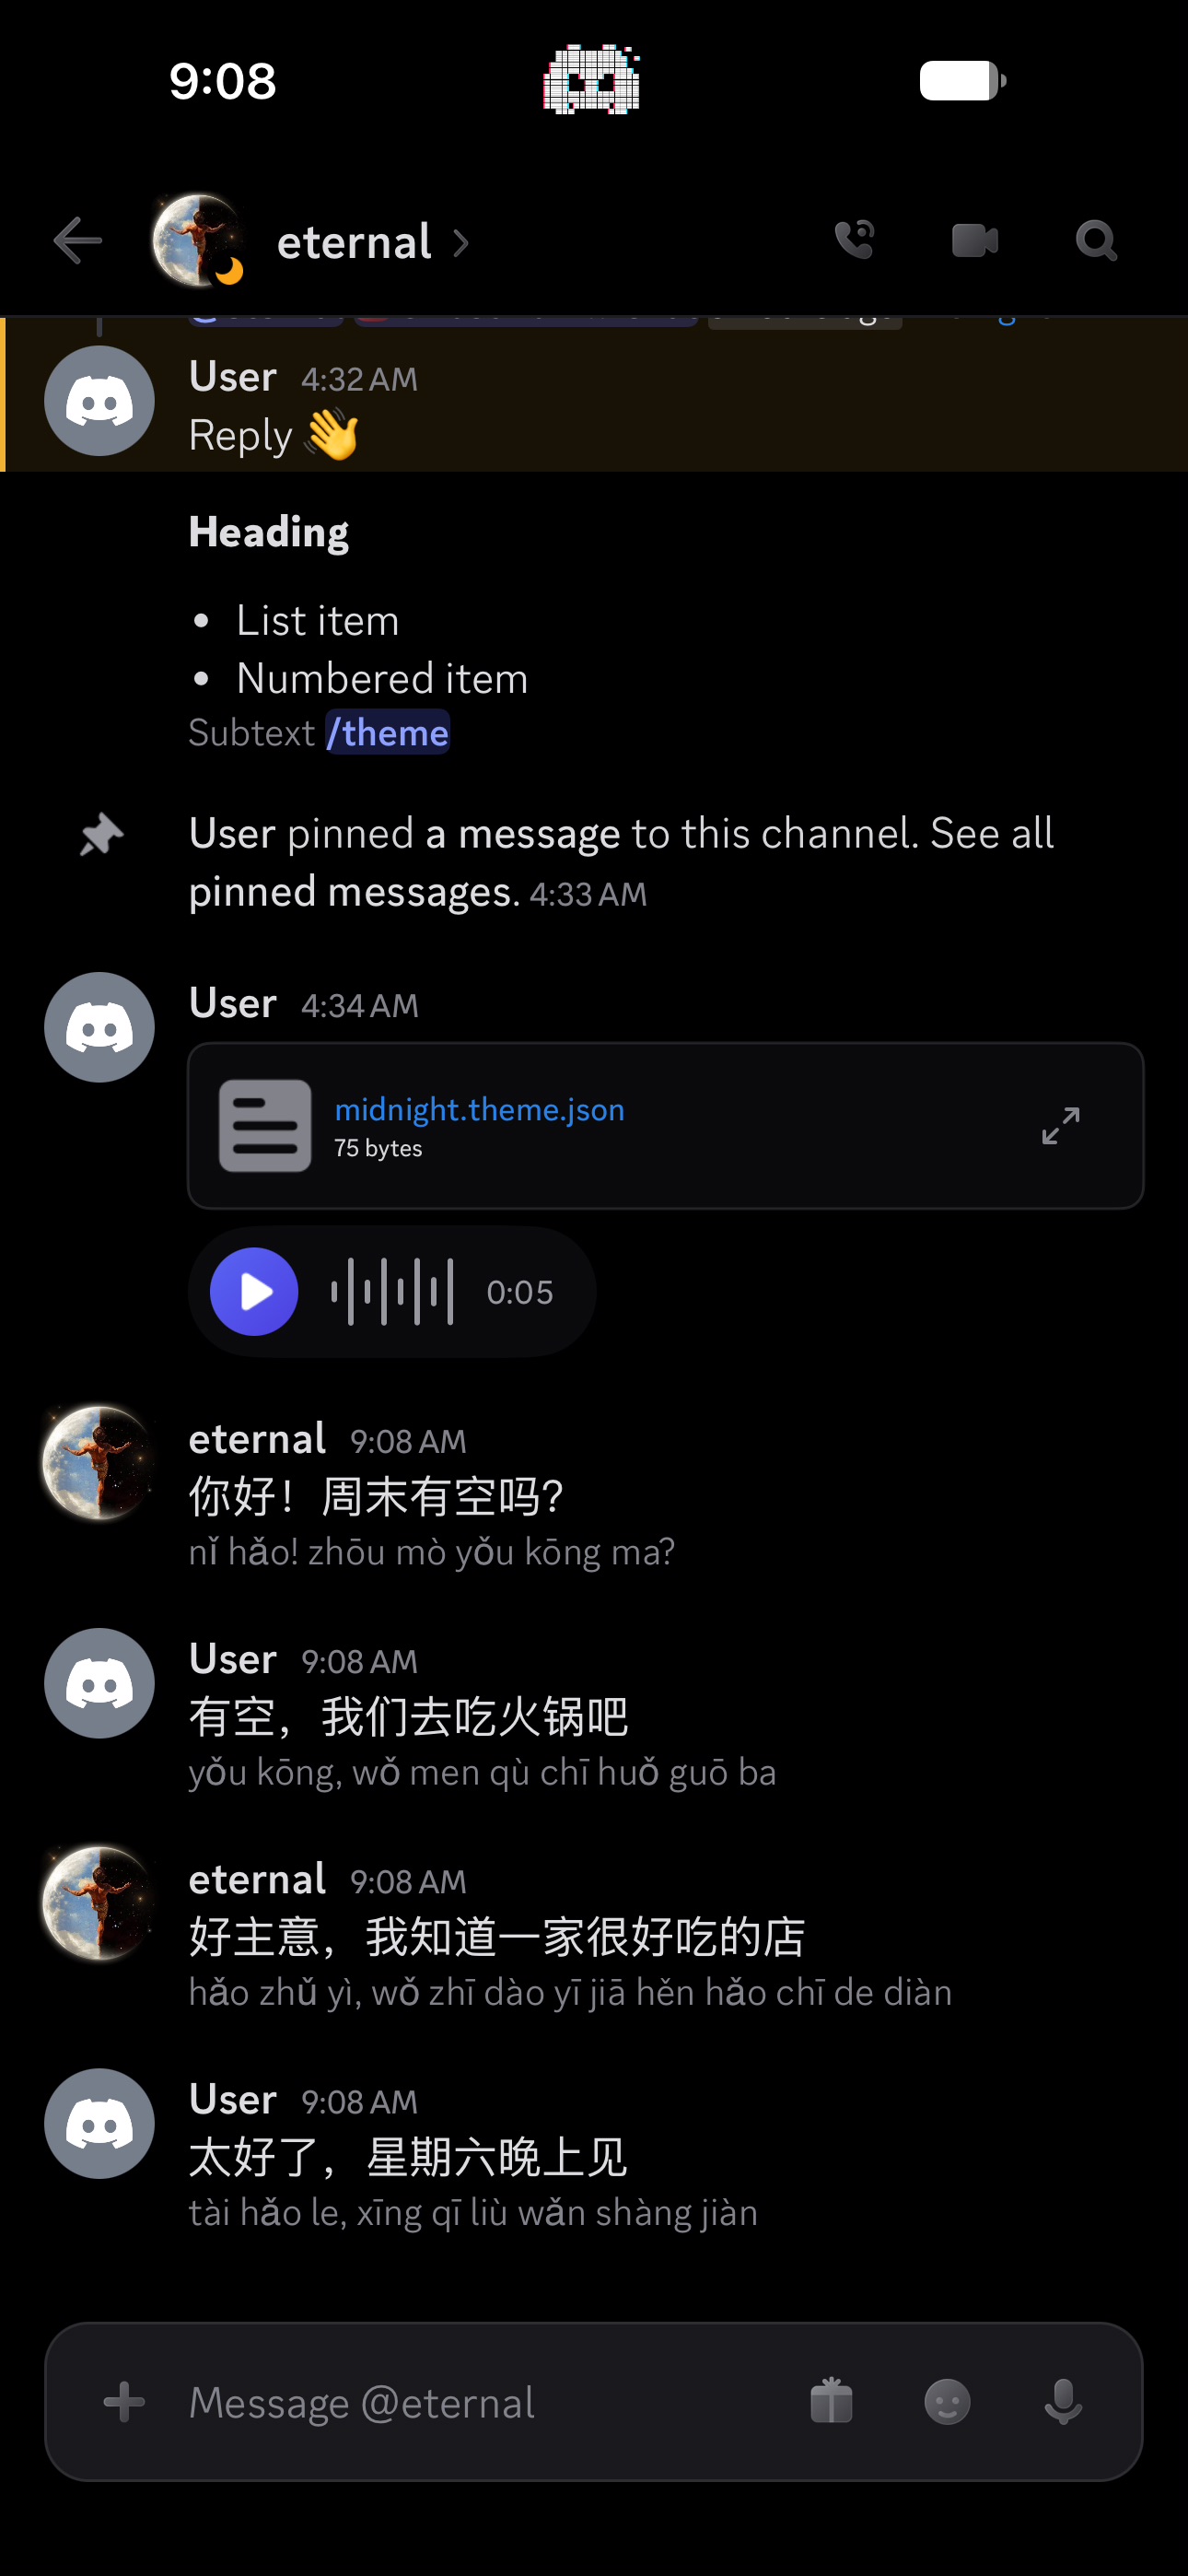 9:08
eternal
User 4:32 AM
Reply 👋
Heading
• List item
• Numbered item
Subtext /theme
User pinned a message to this channel. See all
pinned messages. 4:33 AM
User 4:34 AM
midnight.theme.json
75 bytes
0:05
eternal 9:08 AM
你好！周末有空吗？
nǐ hǎo! zhōu mò yǒu kōng ma?
User 9:08 AM
有空，我们去吃火锅吧
yǒu kōng, wǒ men qù chī huǒ guō ba
eternal 9:08 AM
好主意，我知道一家很好吃的店
hǎo zhǔ yì, wǒ zhī dào yī jiā hěn hǎo chī de diàn
User 9:08 AM
太好了，星期六晚上见
tài hǎo le, xīng qī liù wǎn shàng jiàn
Message @eternal